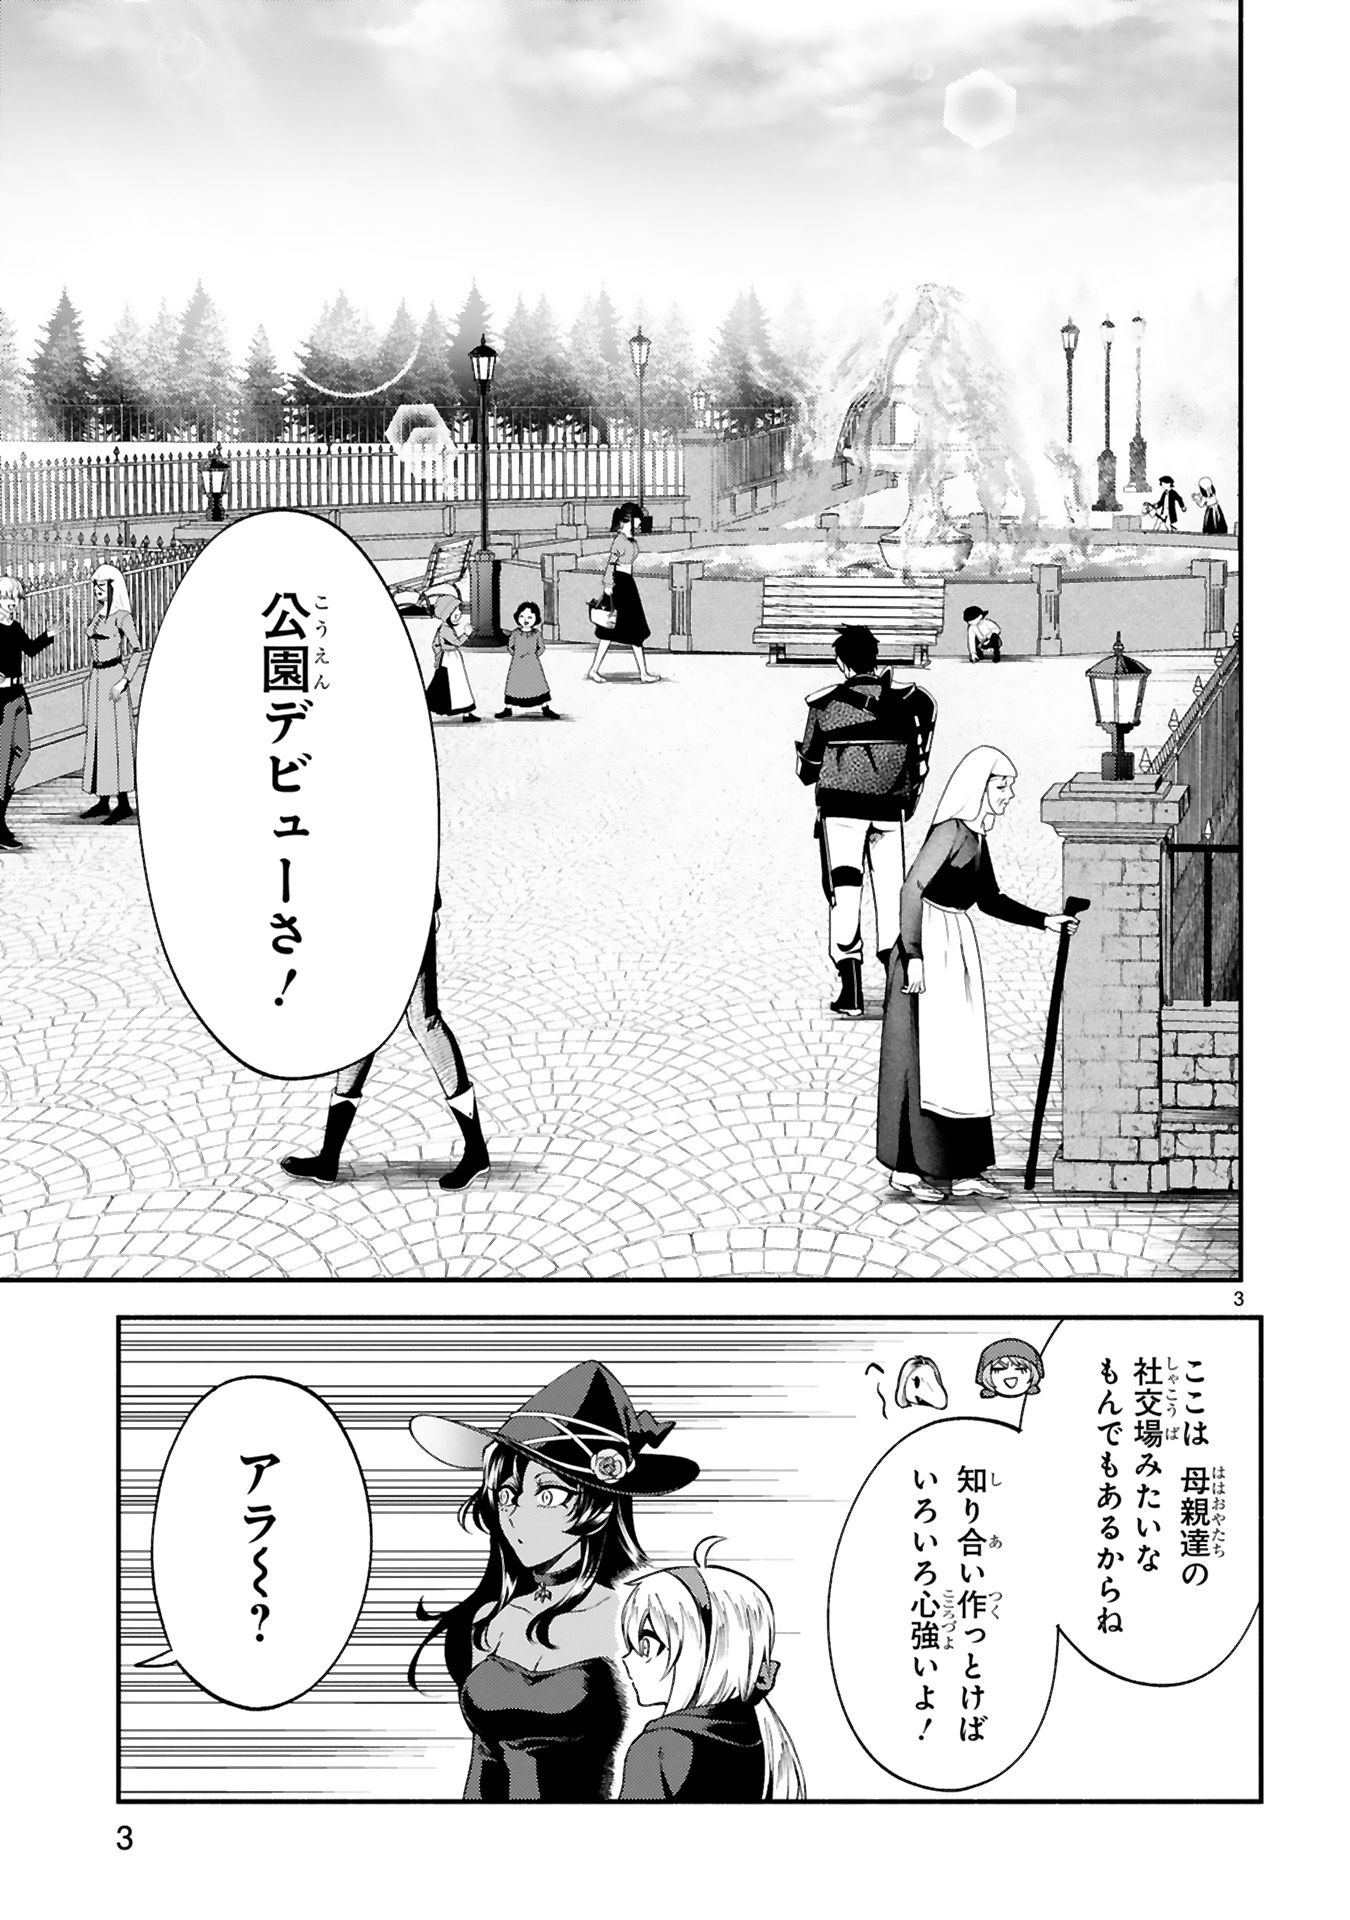 公園デビューさ！
3
ここは母親達の
社交場みたいな
もんでもあるからね
知り合い作っとけば
いろいろ心強いよ！
へ〜
アラ〜？
3